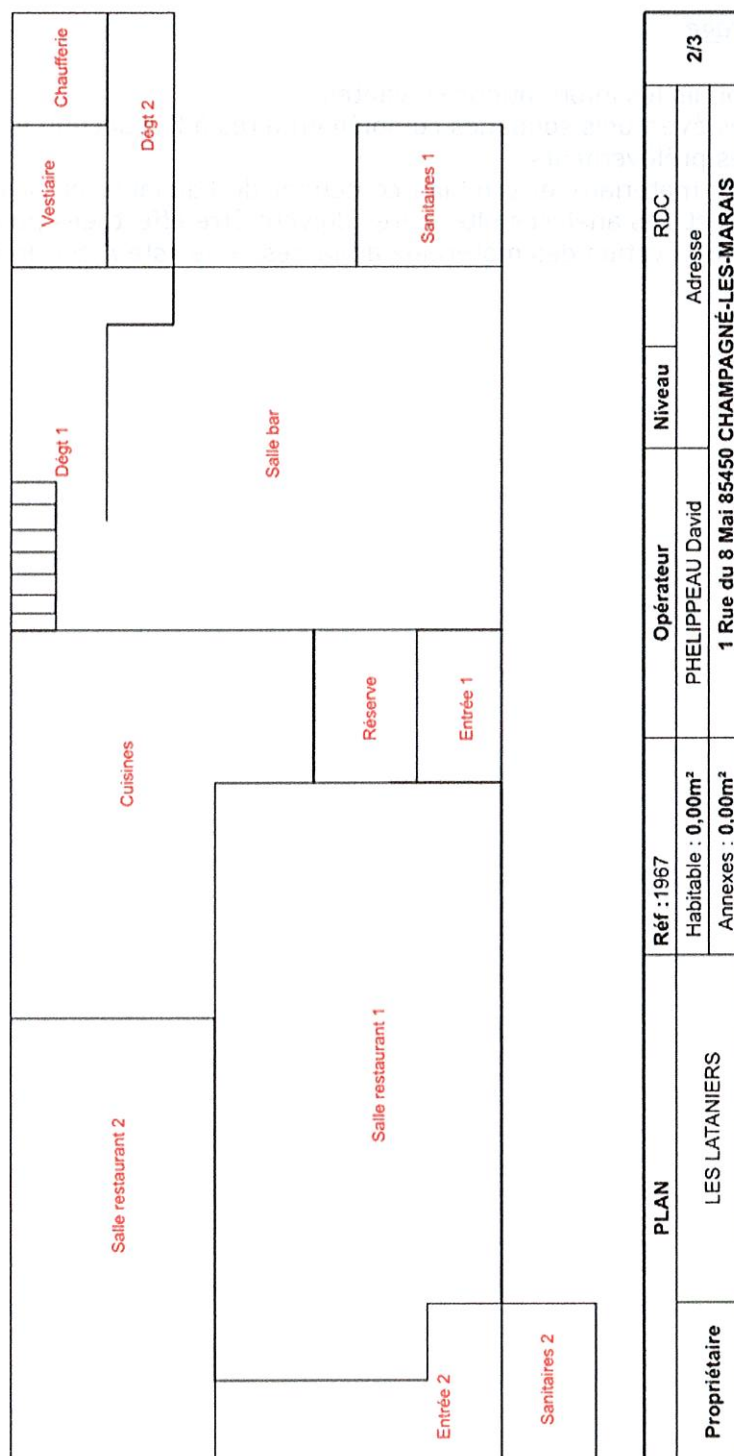 Salle restaurant 2
Cuisines
Dégt 1
Vestiaire
Chaufferie
Dégt 2
Salle restaurant 1
Réserve
Salle bar
Sanitaires 1
Entrée 2
Entrée 1
Sanitaires 2
PLAN
Réf :1967
Opérateur
Niveau
RDC
2/3
Propriétaire
LES LATANIERS
Habitable : 0,00m²
PHELIPPEAU David
Adresse
Annexes : 0,00m²
1 Rue du 8 Mai 85450 CHAMPAGNÉ-LES-MARAIS